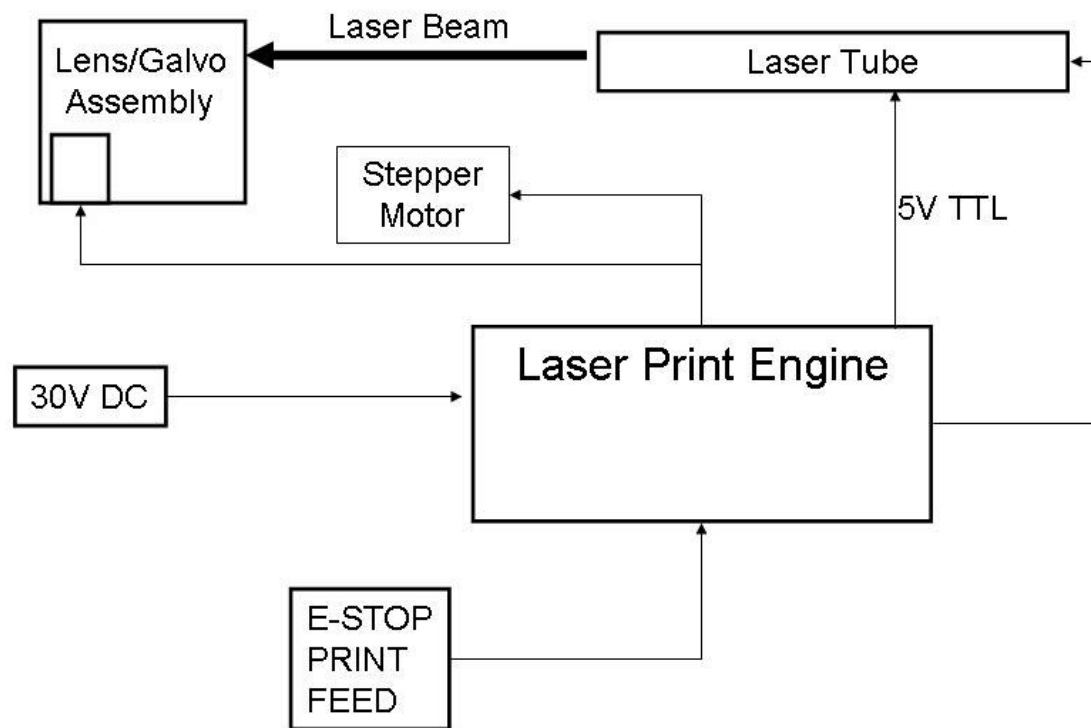 Laser Beam
Lens/Galvo
Assembly
Laser Tube
Stepper
Motor
5V TTL
Laser Print Engine
30V DC
E-STOP
PRINT
FEED